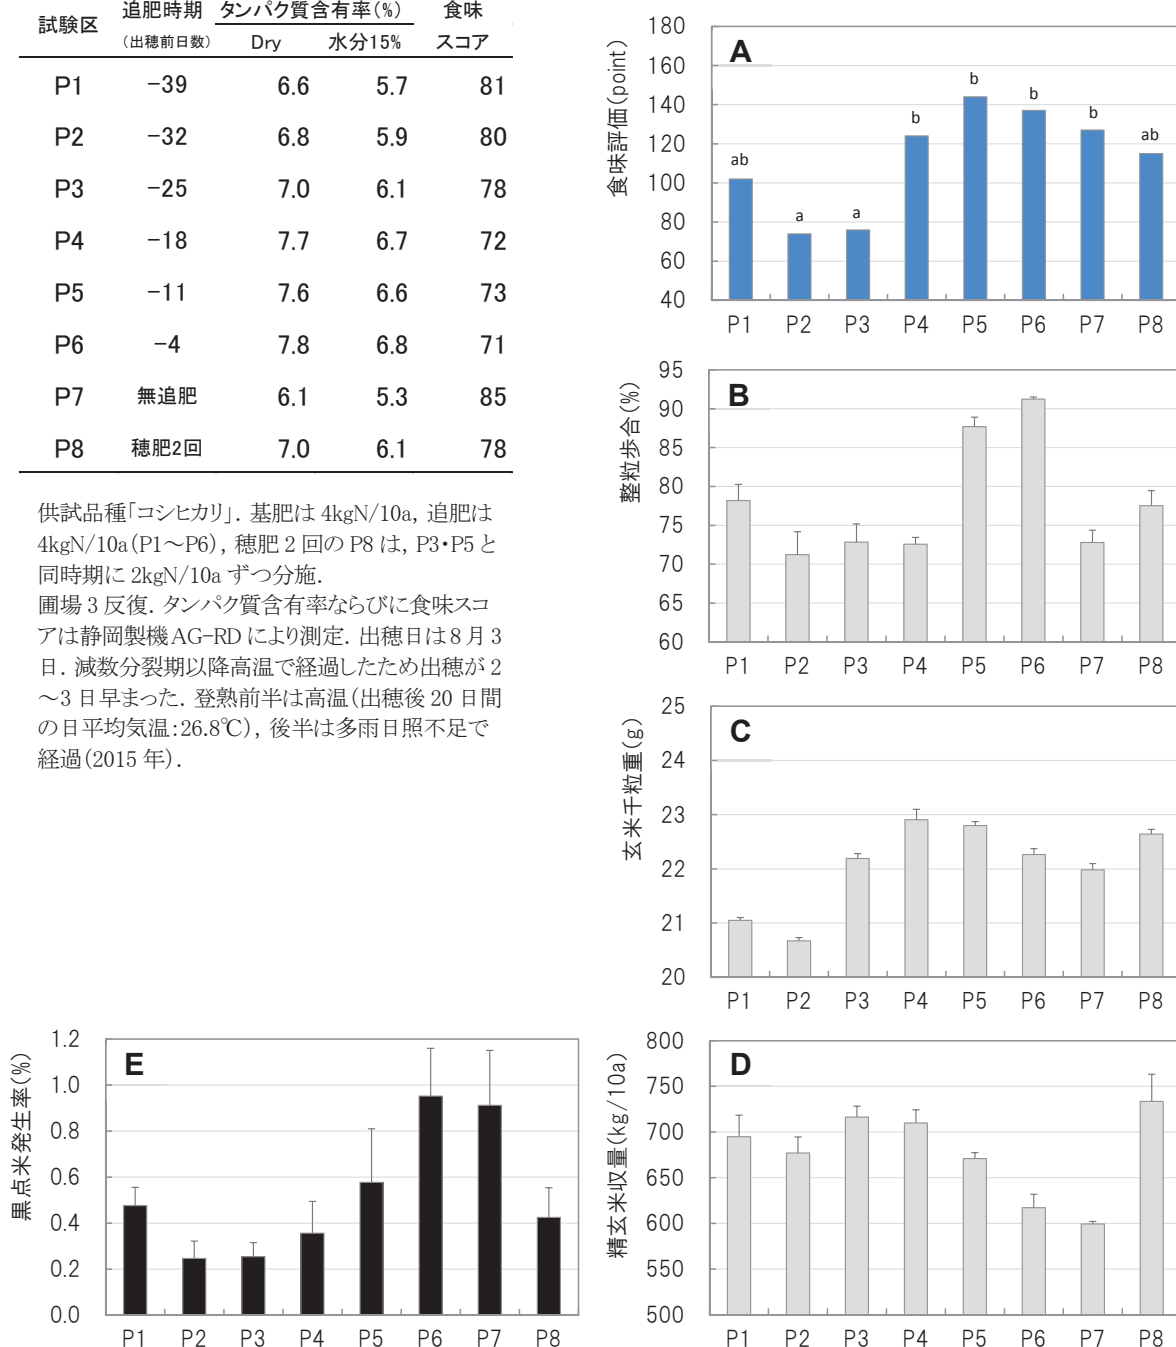 試験区 追肥時期 タンパク質含有率(%) 食味
(出穂前日数) Dry 水分15% スコア
P1 −39 6.6 5.7 81
P2 −32 6.8 5.9 80
P3 −25 7.0 6.1 78
P4 −18 7.7 6.7 72
P5 −11 7.6 6.6 73
P6 −4 7.8 6.8 71
P7 無追肥 6.1 5.3 85
P8 穂肥2回 7.0 6.1 78
供試品種「コシヒカリ」. 基肥は 4kgN/10a, 追肥は
4kgN/10a(P1～P6), 穂肥 2 回の P8 は, P3・P5 と
同時期に 2kgN/10a ずつ分施.
圃場 3 反復. タンパク質含有率ならびに食味スコ
アは静岡製機 AG-RD により測定. 出穂日は 8 月 3
日. 減数分裂期以降高温で経過したため出穂が 2
～3 日早まった. 登熟前半は高温(出穂後 20 日間
の日平均気温:26.8℃), 後半は多雨日照不足で
経過(2015 年).
A
食味評価(point)
180
160
140
120
100
80
60
40
ab a a b b b b ab
P1 P2 P3 P4 P5 P6 P7 P8
B
整粒歩合(%)
95
90
85
80
75
70
65
60
P1 P2 P3 P4 P5 P6 P7 P8
C
玄米千粒重(g)
25
24
23
22
21
20
P1 P2 P3 P4 P5 P6 P7 P8
E
黒点米発生率(%)
1.2
1.0
0.8
0.6
0.4
0.2
0.0
P1 P2 P3 P4 P5 P6 P7 P8
D
精玄米収量(kg/10a)
800
750
700
650
600
550
500
P1 P2 P3 P4 P5 P6 P7 P8